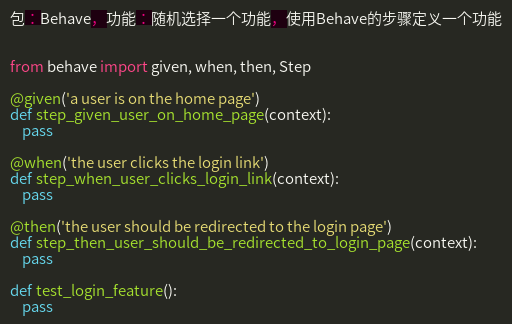 包：Behave，功能：随机选择一个功能，使用Behave的步骤定义一个功能
from behave import given, when, then, Step
@given('a user is on the home page')
def step_given_user_on_home_page(context):
    pass
@when('the user clicks the login link')
def step_when_user_clicks_login_link(context):
    pass
@then('the user should be redirected to the login page')
def step_then_user_should_be_redirected_to_login_page(context):
    pass
def test_login_feature():
    pass